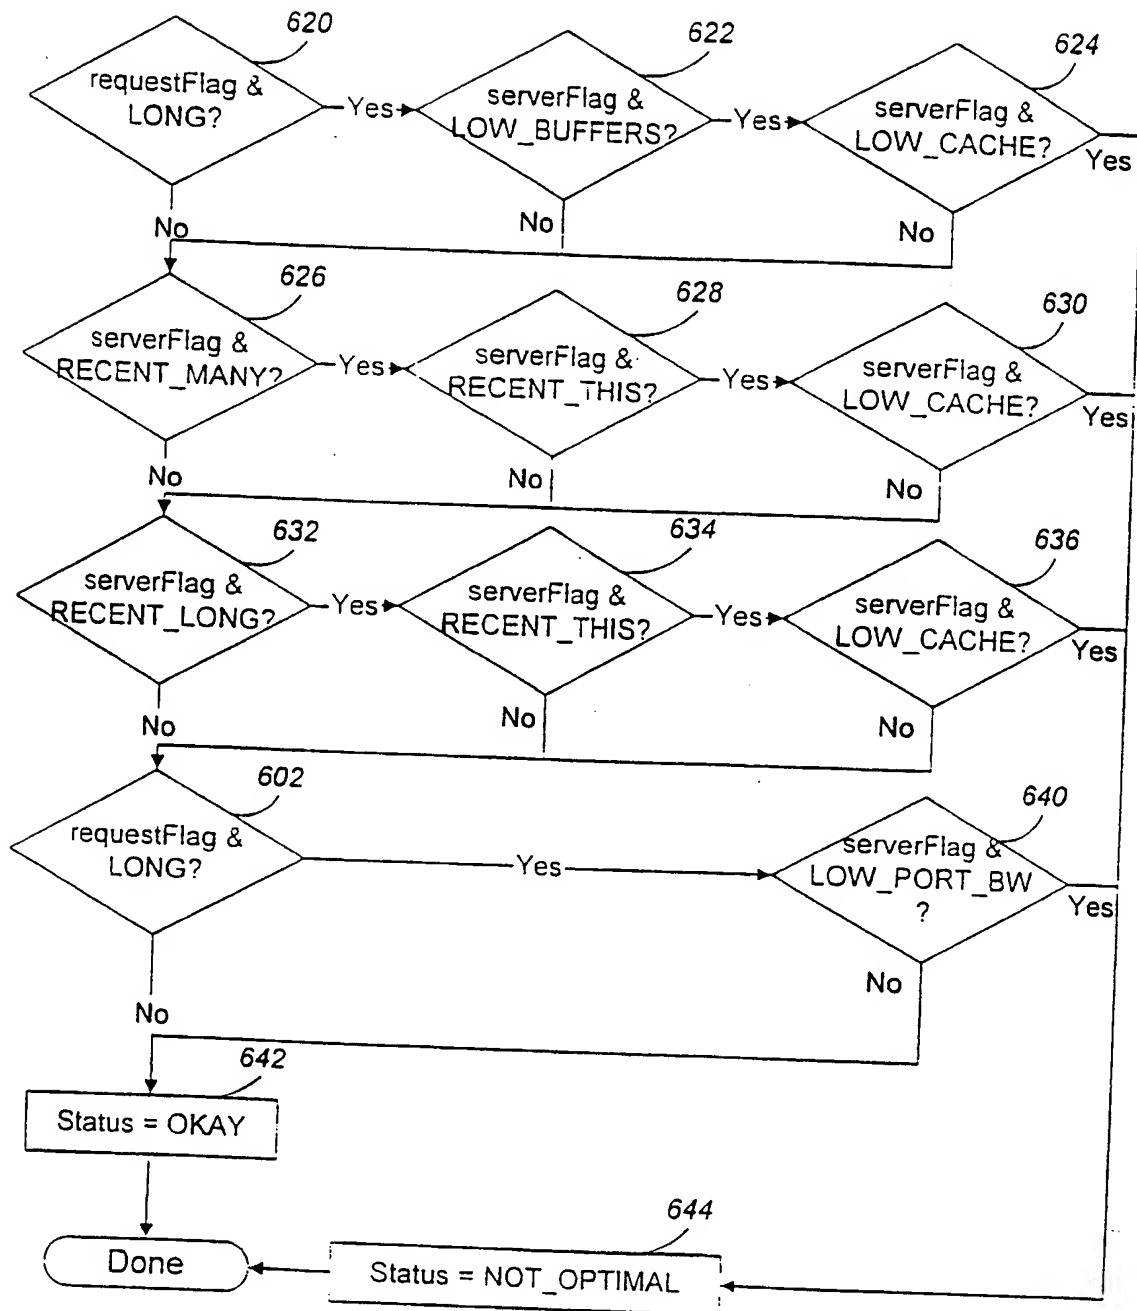 620
622
624
requestFlag &
LONG?
Yes
serverFlag &
LOW_BUFFERS?
Yes
serverFlag &
LOW_CACHE?
Yes
No
No
No
626
628
630
serverFlag &
RECENT_MANY?
Yes
serverFlag &
RECENT_THIS?
Yes
serverFlag &
LOW_CACHE?
Yes
No
No
No
632
634
636
serverFlag &
RECENT_LONG?
Yes
serverFlag &
RECENT_THIS?
Yes
serverFlag &
LOW_CACHE?
Yes
No
No
No
602
640
requestFlag &
LONG?
Yes
serverFlag &
LOW_PORT_BW
?
Yes
No
No
642
Status = OKAY
644
Done
Status = NOT_OPTIMAL